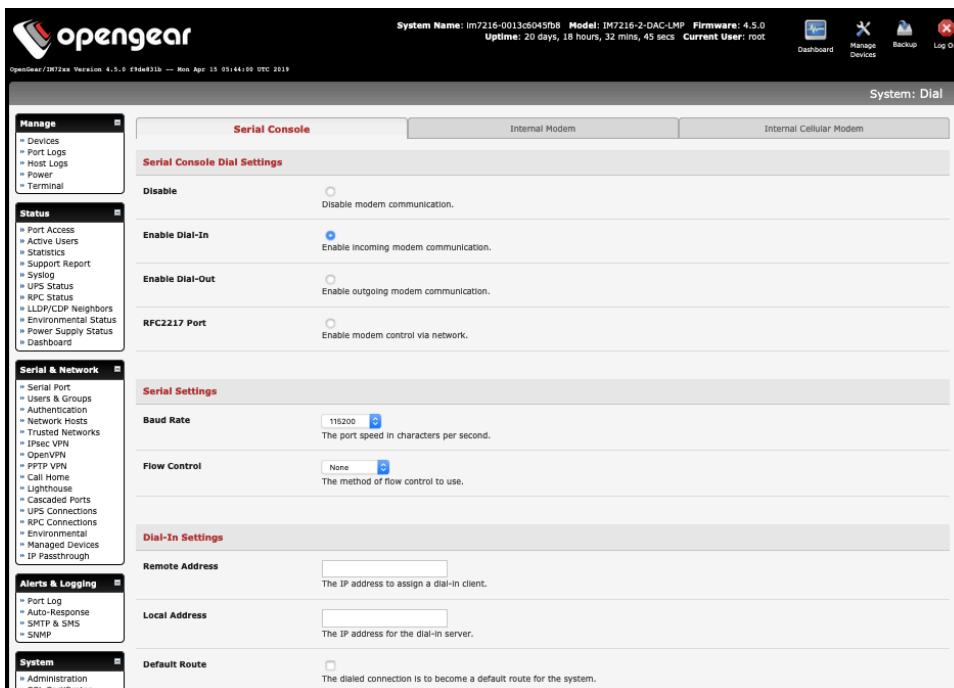 opengear
System Name: im7216-0013c6045fb8 Model: IM7216-2-DAC-LMP Firmware: 4.5.0
Uptime: 20 days, 18 hours, 32 mins, 45 secs Current User: root
Dashboard
Manage Devices
Backup
Log O
OpenGear/IM72xx Version 4.5.0 f9de831b -- Mon Apr 15 05:44:00 UTC 2019
System: Dial
Manage
Devices
Port Logs
Host Logs
Power
Terminal
Status
Port Access
Active Users
Statistics
Support Report
Syslog
UPS Status
RPC Status
LLDP/CDP Neighbors
Environmental Status
Power Supply Status
Dashboard
Serial & Network
Serial Port
Users & Groups
Authentication
Network Hosts
Trusted Networks
IPsec VPN
OpenVPN
PPTP VPN
Call Home
Lighthouse
Cascaded Ports
UPS Connections
RPC Connections
Environmental
Managed Devices
IP Passthrough
Alerts & Logging
Port Log
Auto-Response
SMTP & SMS
SNMP
System
Administration
Serial Console
Internal Modem
Internal Cellular Modem
Serial Console Dial Settings
Disable
Disable modem communication.
Enable Dial-In
Enable incoming modem communication.
Enable Dial-Out
Enable outgoing modem communication.
RFC2217 Port
Enable modem control via network.
Serial Settings
Baud Rate
115200
The port speed in characters per second.
Flow Control
None
The method of flow control to use.
Dial-In Settings
Remote Address
The IP address to assign a dial-in client.
Local Address
The IP address for the dial-in server.
Default Route
The dialed connection is to become a default route for the system.